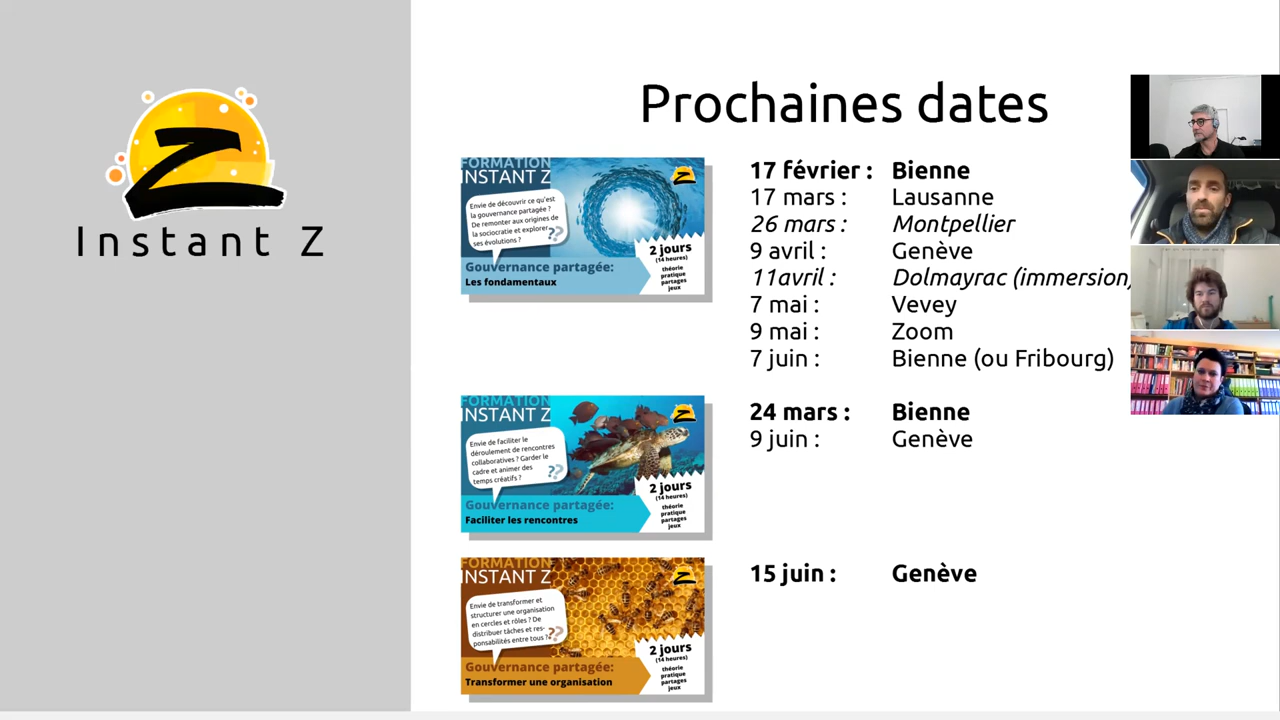 Instant Z
Prochaines dates
FORMATION
INSTANT Z
Envie de découvrir ce qu'est
la gouvernance partagée ?
De remonter aux origines de
la sociocratie et explorer
ses évolutions ?
??
2 jours
(14 heures)
théorie
pratique
partages
jeux
Gouvernance partagée:
Les fondamentaux
17 février : Bienne
17 mars : Lausanne
26 mars : Montpellier
9 avril : Genève
11avril : Dolmayrac (immersion)
7 mai : Vevey
9 mai : Zoom
7 juin : Bienne (ou Fribourg)
FORMATION
INSTANT Z
Envie de faciliter le
déroulement de rencontres
collaboratives ? Garder le
cadre et animer des
temps créatifs ?
??
2 jours
(14 heures)
théorie
pratique
partages
jeux
Gouvernance partagée:
Faciliter les rencontres
24 mars : Bienne
9 juin : Genève
FORMATION
INSTANT Z
Envie de transformer et
structurer une organisation
en cercles et rôles ? De
distribuer tâches et res-
ponsabilités entre tous ?
??
2 jours
(14 heures)
théorie
pratique
partages
jeux
Gouvernance partagée:
Transformer une organisation
15 juin : Genève